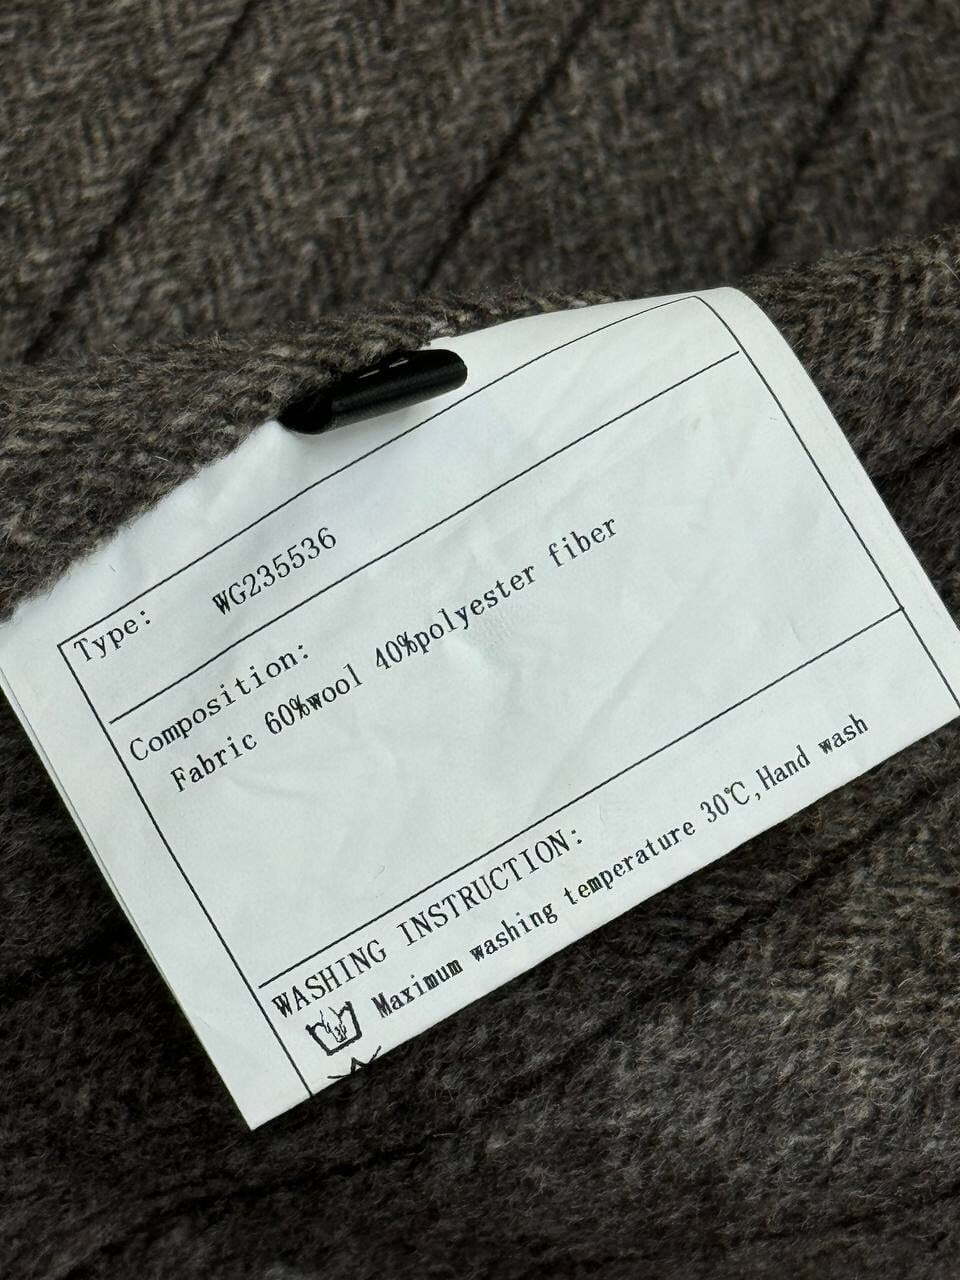 Type: WG235536
Composition:
Fabric 60%wool 40%polyester fiber
WASHING INSTRUCTION:
Maximum washing temperature 30℃,Hand wash